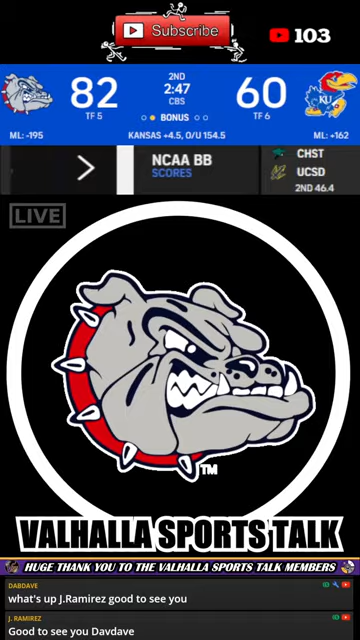 Subscribe
103
82
TF 5
2ND
2:47
CBS
BONUS
60
TF 6
ML: -195
KANSAS +4.5, O/U 154.5
ML: +162
KU
NCAA BB
SCORES
CHST
UCSD
2ND 46.4
LIVE
TM
VALHALLA SPORTS TALK
HUGE THANK YOU TO THE VALHALLA SPORTS TALK MEMBERS
DABDAVE
what's up J.Ramirez good to see you
J. RAMIREZ
Good to see you Davdave